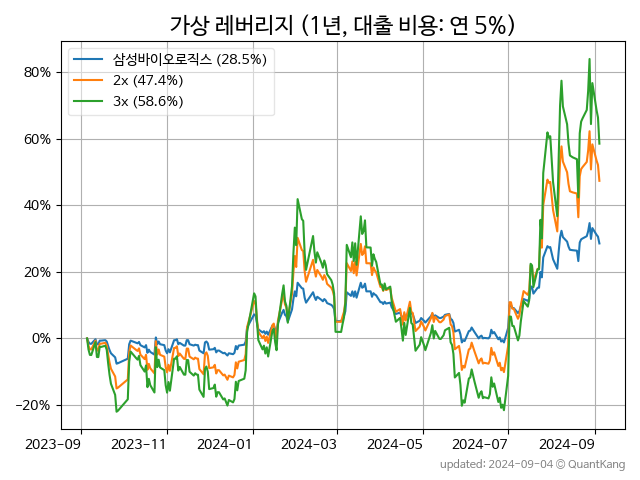 가상 레버리지 (1년, 대출 비용: 연 5%)
삼성바이오로직스 (28.5%)
2x (47.4%)
3x (58.6%)
80%
60%
40%
20%
0%
−20%
2023-09 2023-11 2024-01 2024-03 2024-05 2024-07 2024-09
updated: 2024-09-04 © QuantKang